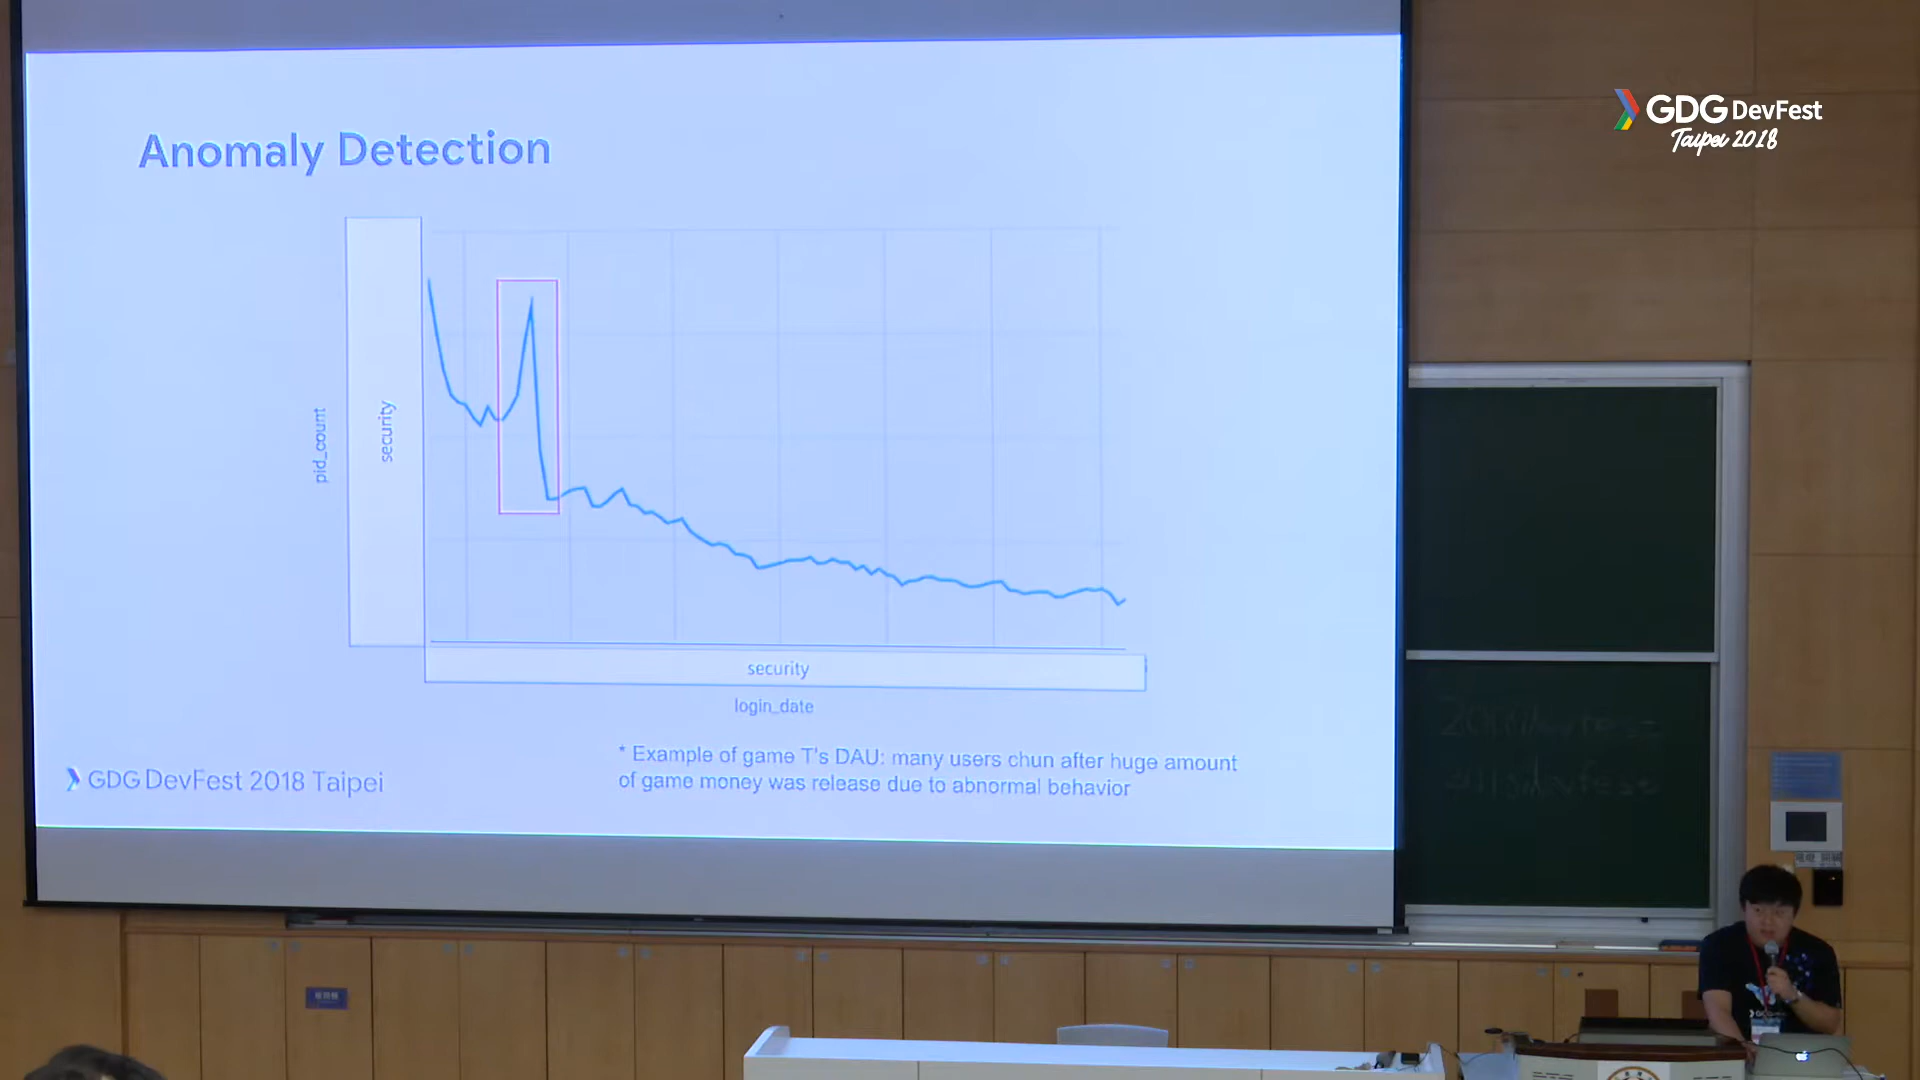 GDG DevFest
Taipei 2018
Anomaly Detection
pid_count
security
security
login_date
* Example of game T's DAU: many users chun after huge amount
of game money was release due to abnormal behavior
GDG DevFest 2018 Taipei